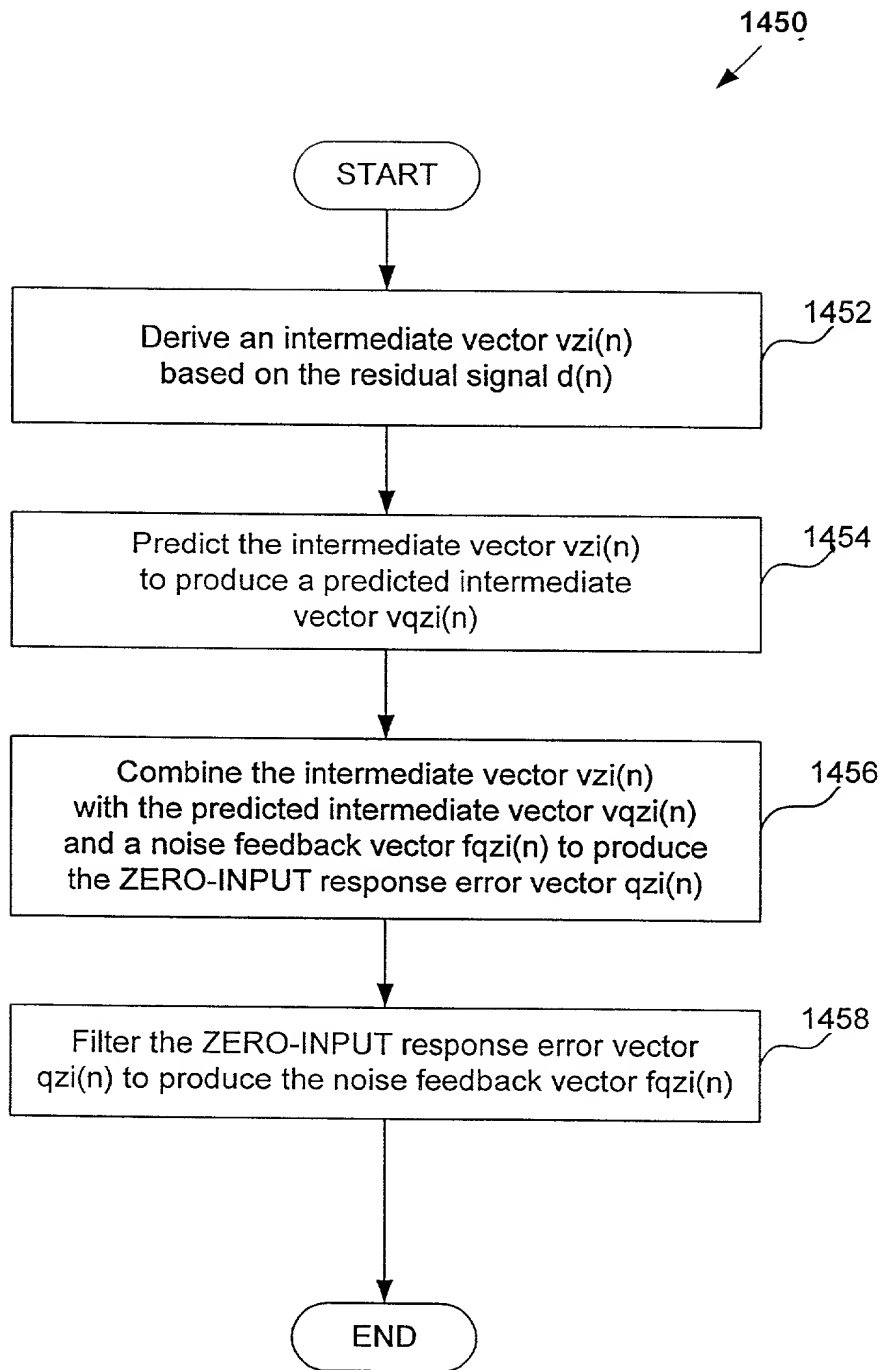 1450
START
Derive an intermediate vector vzi(n)
based on the residual signal d(n)
1452
Predict the intermediate vector vzi(n)
to produce a predicted intermediate
vector vqzi(n)
1454
Combine the intermediate vector vzi(n)
with the predicted intermediate vector vqzi(n)
and a noise feedback vector fqzi(n) to produce
the ZERO-INPUT response error vector qzi(n)
1456
Filter the ZERO-INPUT response error vector
qzi(n) to produce the noise feedback vector fqzi(n)
1458
END